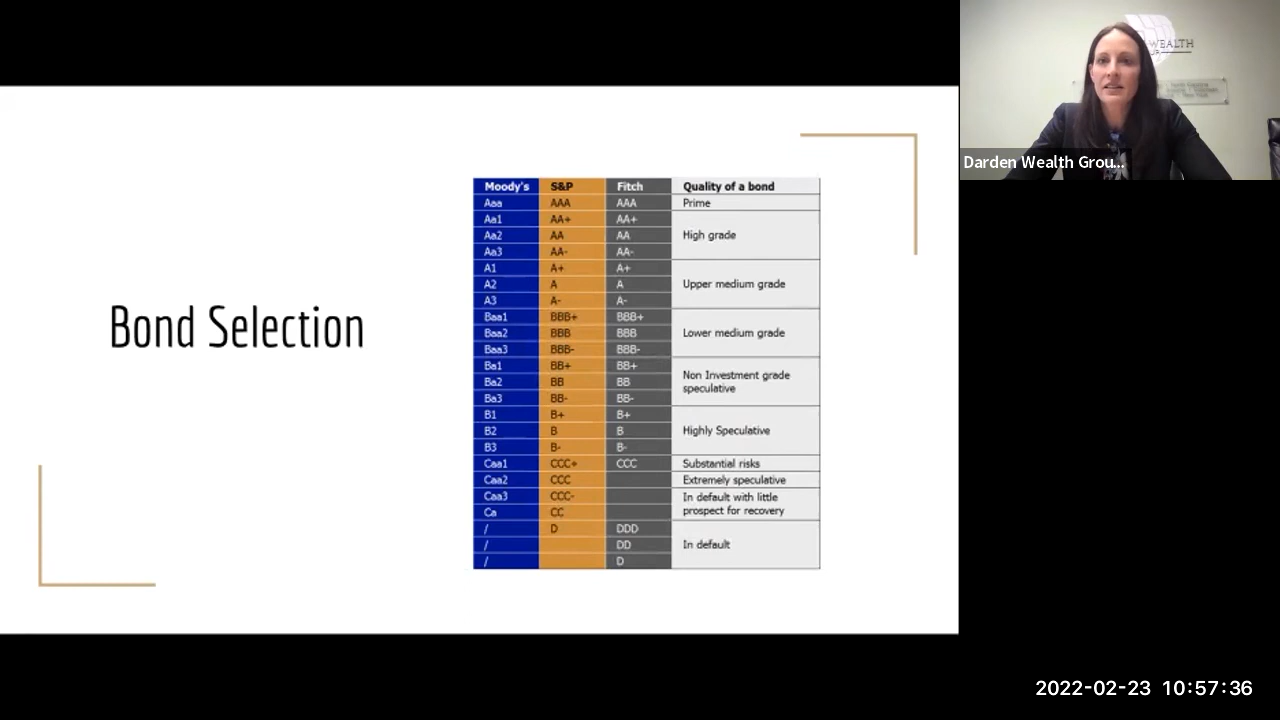 WEALTH
Darden Wealth Grou...
Bond Selection
Moody's S&P Fitch Quality of a bond
Aaa AAA AAA Prime
Aa1 AA+ AA+
Aa2 AA AA High grade
Aa3 AA- AA-
A1 A+ A+
A2 A A Upper medium grade
A3 A- A-
Baa1 BBB+ BBB+
Baa2 BBB BBB Lower medium grade
Baa3 BBB- BBB-
Ba1 BB+ BB+ Non Investment grade
Ba2 BB BB speculative
Ba3 BB- BB-
B1 B+ B+
B2 B B Highly Speculative
B3 B- B-
Caa1 CCC+ CCC Substantial risks
Caa2 CCC Extremely speculative
Caa3 CCC- In default with little
Ca CC prospect for recovery
/ D DDD
/ DD In default
/ D
2022-02-23 10:57:36